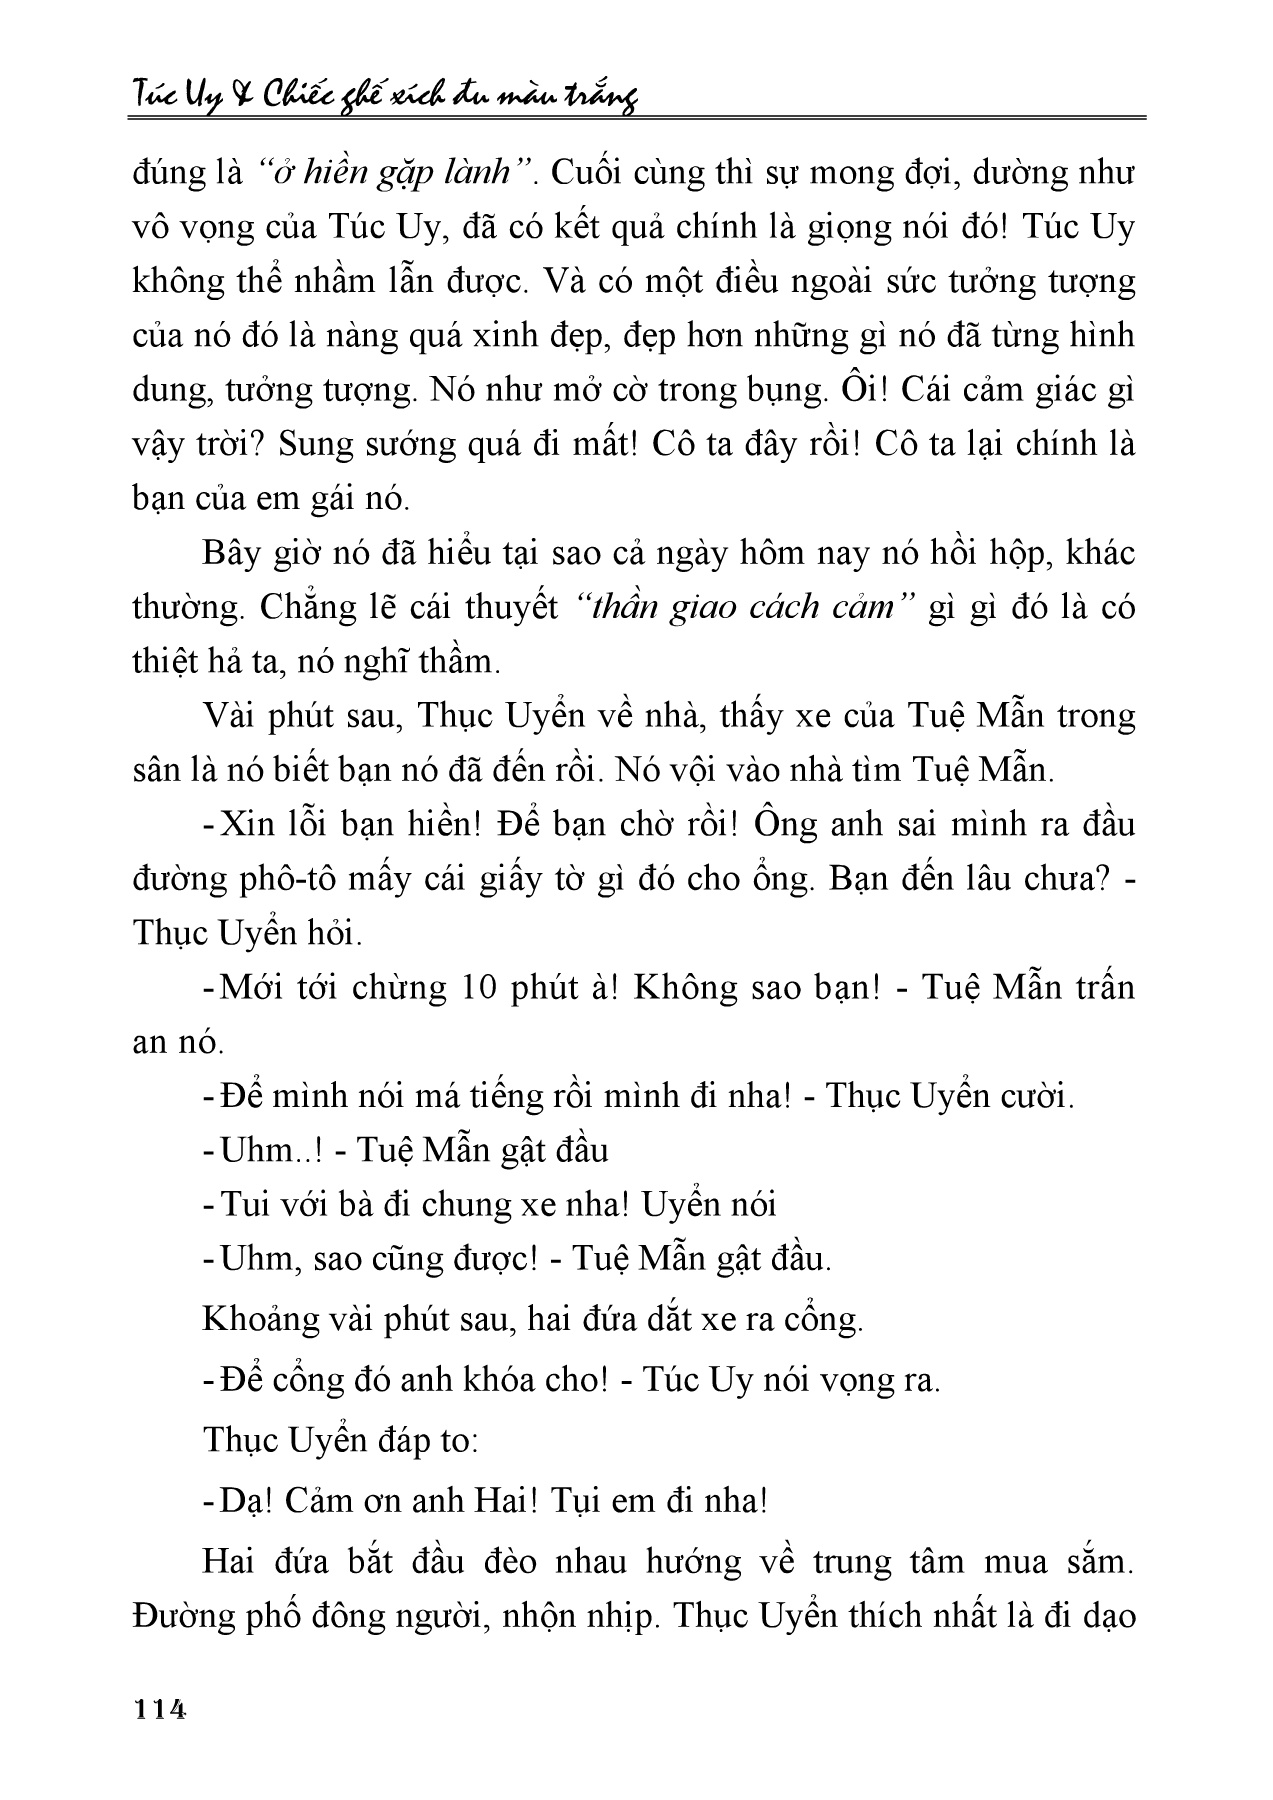 Túc Uy & Chiếc ghế xích đu màu trắng
đúng là “ở hiền gặp lành”. Cuối cùng thì sự mong đợi, dường như
vô vọng của Túc Uy, đã có kết quả chính là giọng nói đó! Túc Uy
không thể nhầm lẫn được. Và có một điều ngoài sức tưởng tượng
của nó đó là nàng quá xinh đẹp, đẹp hơn những gì nó đã từng hình
dung, tưởng tượng. Nó như mở cờ trong bụng. Ôi! Cái cảm giác gì
vậy trời? Sung sướng quá đi mất! Cô ta đây rồi! Cô ta lại chính là
bạn của em gái nó.
Bây giờ nó đã hiểu tại sao cả ngày hôm nay nó hồi hộp, khác
thường. Chẳng lẽ cái thuyết “thần giao cách cảm” gì gì đó là có
thiệt hả ta, nó nghĩ thầm.
Vài phút sau, Thục Uyển về nhà, thấy xe của Tuệ Mẫn trong
sân là nó biết bạn nó đã đến rồi. Nó vội vào nhà tìm Tuệ Mẫn.
- Xin lỗi bạn hiền! Để bạn chờ rồi! Ông anh sai mình ra đầu
đường phô-tô mấy cái giấy tờ gì đó cho ổng. Bạn đến lâu chưa? -
Thục Uyển hỏi.
- Mới tới chừng 10 phút à! Không sao bạn! - Tuệ Mẫn trấn
an nó.
- Để mình nói má tiếng rồi mình đi nha! - Thục Uyển cười.
- Uhm..! - Tuệ Mẫn gật đầu
- Tui với bà đi chung xe nha! Uyển nói
- Uhm, sao cũng được! - Tuệ Mẫn gật đầu.
Khoảng vài phút sau, hai đứa dắt xe ra cổng.
- Để cổng đó anh khóa cho! - Túc Uy nói vọng ra.
Thục Uyển đáp to:
- Dạ! Cảm ơn anh Hai! Tụi em đi nha!
Hai đứa bắt đầu đèo nhau hướng về trung tâm mua sắm.
Đường phố đông người, nhộn nhịp. Thục Uyển thích nhất là đi dạo
114